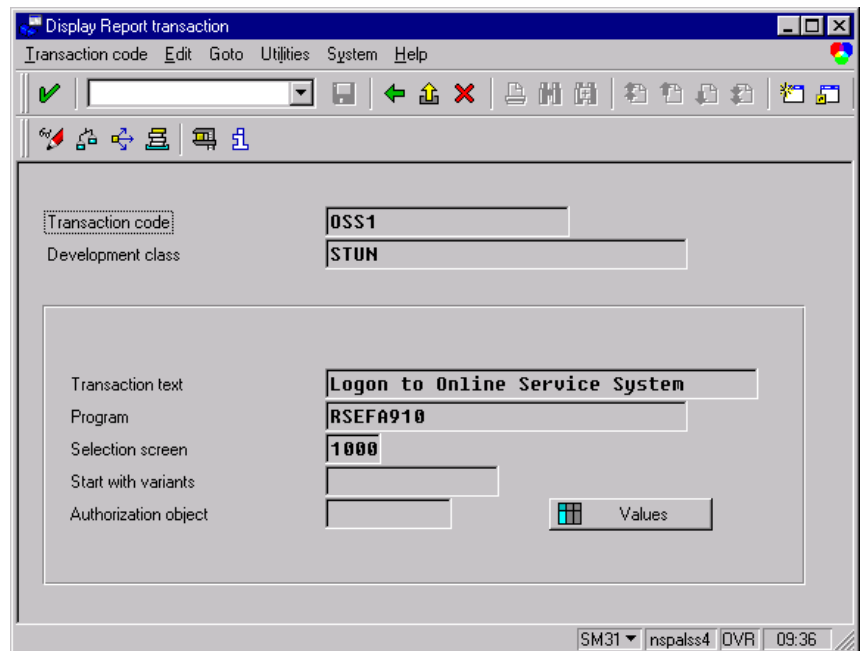 Display Report transaction
Transaction code Edit Goto Utilities System Help
Transaction code OSS1
Development class STUN
Transaction text Logon to Online Service System
Program RSEFA910
Selection screen 1000
Start with variants
Authorization object Values
SM31 nspalss4 OVR 09:36